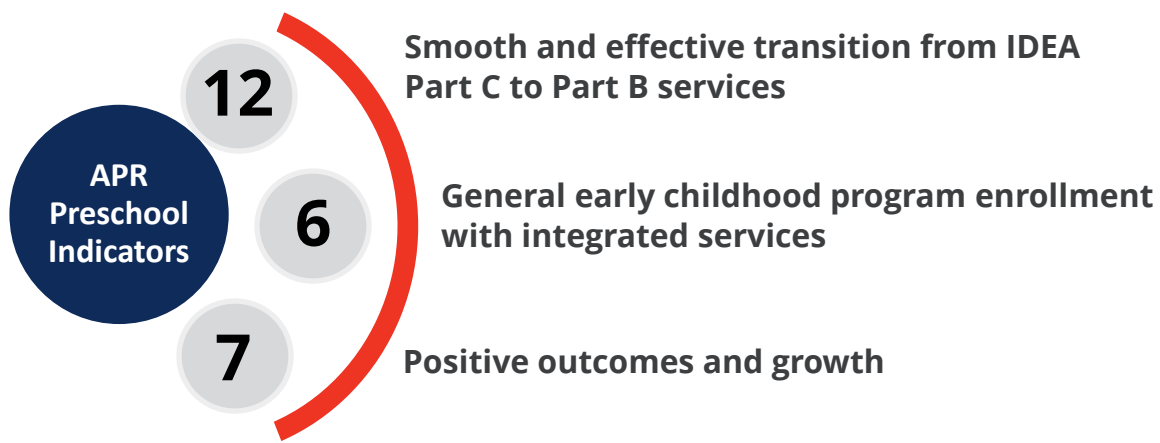 APR
Preschool
Indicators
12
Smooth and effective transition from IDEA
Part C to Part B services
6
General early childhood program enrollment
with integrated services
7
Positive outcomes and growth